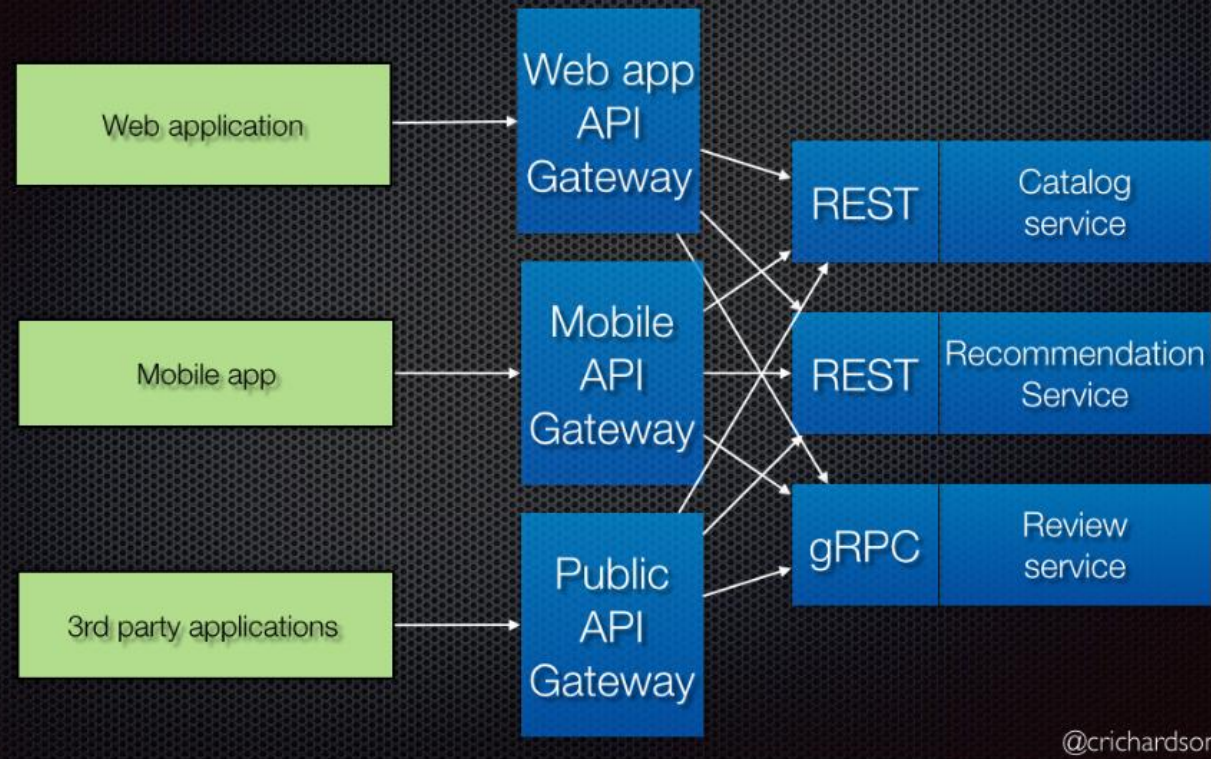 Web application
Web app
API
Gateway
REST
Catalog
service
Mobile app
Mobile
API
Gateway
REST
Recommendation
Service
gRPC
Review
service
3rd party applications
Public
API
Gateway
@crichardson